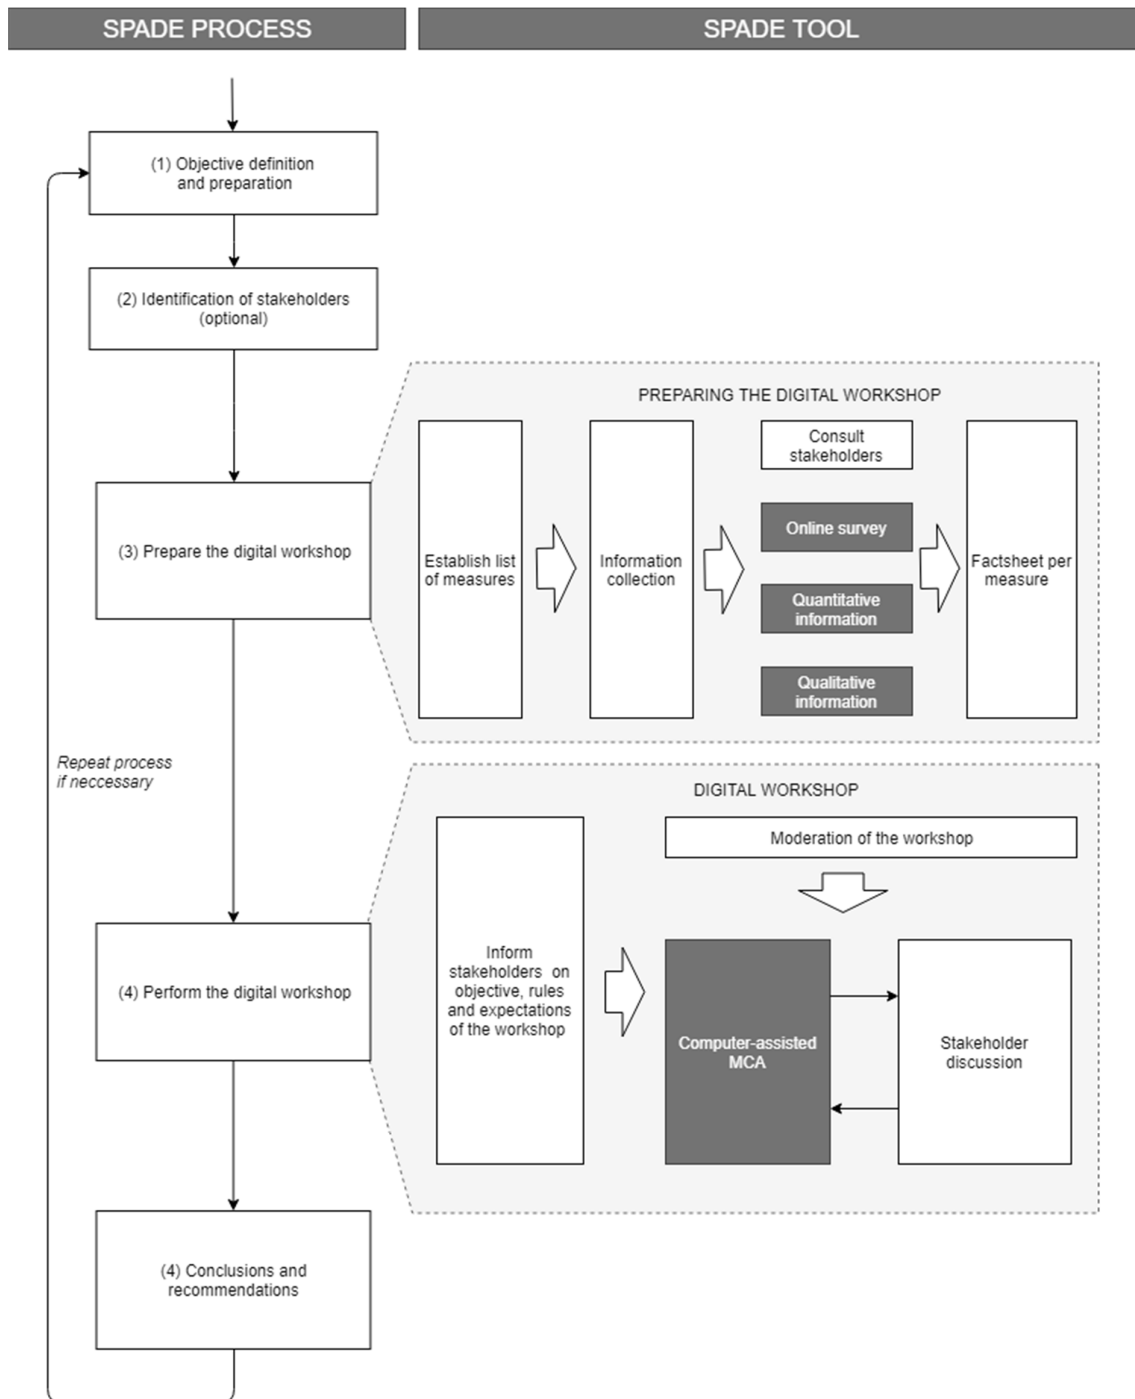 SPADE PROCESS
SPADE TOOL
(1) Objective definition
and preparation
(2) Identification of stakeholders
(optional)
(3) Prepare the digital workshop
PREPARING THE DIGITAL WORKSHOP
Establish list
of measures
Information
collection
Consult
stakeholders
Online survey
Quantitative
information
Qualitative
information
Factsheet per
measure
Repeat process
if neccessary
(4) Perform the digital workshop
DIGITAL WORKSHOP
Inform
stakeholders on
objective, rules
and expectations
of the workshop
Moderation of the workshop
Computer-assisted
MCA
Stakeholder
discussion
(4) Conclusions and
recommendations